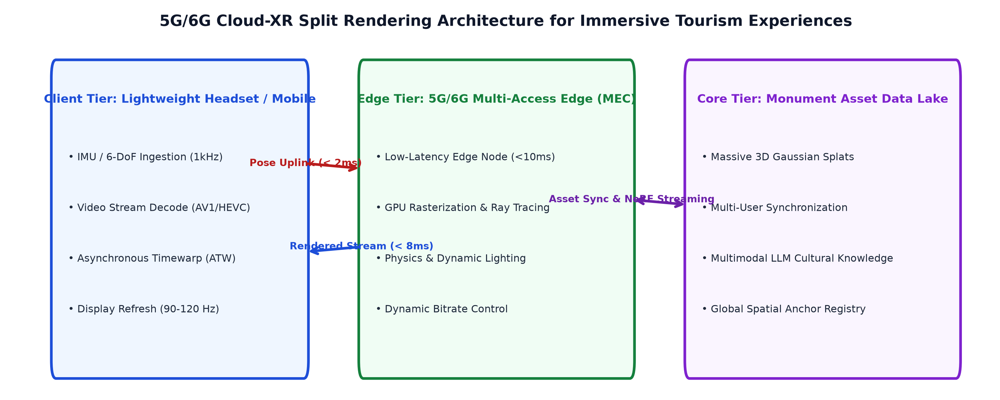 5G/6G Cloud-XR Split Rendering Architecture for Immersive Tourism Experiences
Client Tier: Lightweight Headset / Mobile
• IMU / 6-DoF Ingestion (1kHz)
• Video Stream Decode (AV1/HEVC)
• Asynchronous Timewarp (ATW)
• Display Refresh (90-120 Hz)
Pose Uplink (< 2ms)
Rendered Stream (< 8ms)
Edge Tier: 5G/6G Multi-Access Edge (MEC)
• Low-Latency Edge Node (<10ms)
• GPU Rasterization & Ray Tracing
• Physics & Dynamic Lighting
• Dynamic Bitrate Control
Asset Sync & NeRF Streaming
Core Tier: Monument Asset Data Lake
• Massive 3D Gaussian Splats
• Multi-User Synchronization
• Multimodal LLM Cultural Knowledge
• Global Spatial Anchor Registry